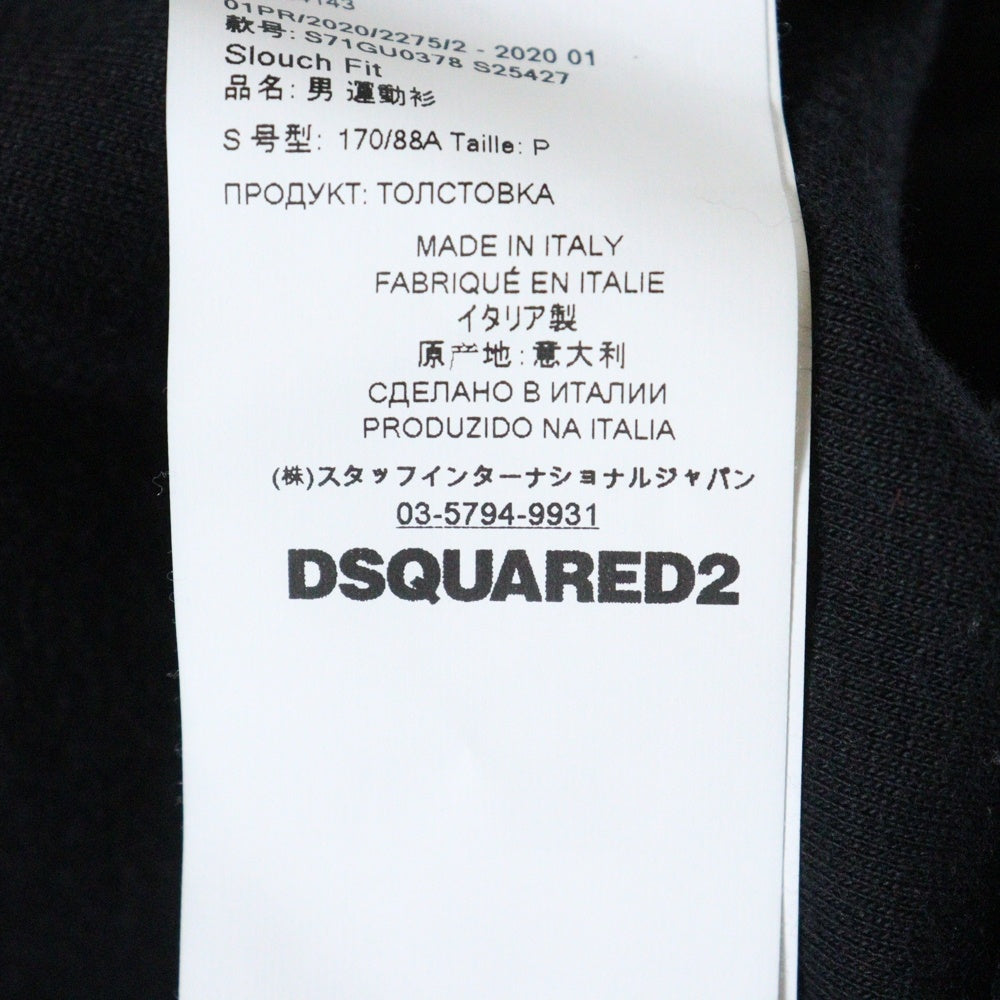 01PR/2020/2275/2 - 2020 01
款号: S71GU0378 S25427
Slouch Fit
品名: 男 運動衫
S 号型: 170/88A Taille: P
ПРОДУКТ: ТОЛСТОВКА
MADE IN ITALY
FABRIQUÉ EN ITALIE
イタリア製
原产地: 意大利
СДЕЛАНО В ИТАЛИИ
PRODUZIDO NA ITALIA
(株)スタッフインターナショナルジャパン
03-5794-9931
DSQUARED2